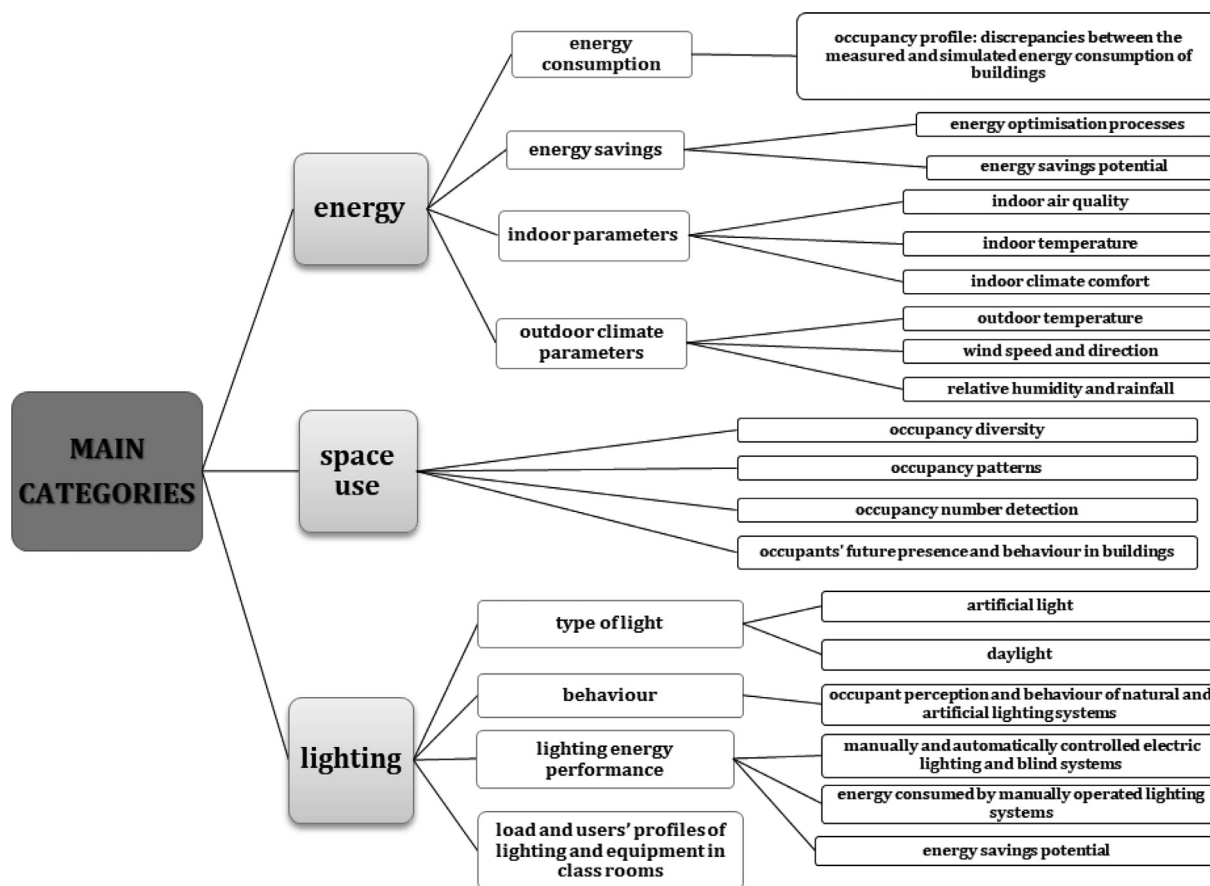 MAIN
CATEGORIES
energy
energy
consumption
occupancy profile: discrepancies between the
measured and simulated energy consumption of
buildings
energy savings
energy optimisation processes
energy savings potential
indoor parameters
indoor air quality
indoor temperature
indoor climate comfort
outdoor climate
parameters
outdoor temperature
wind speed and direction
relative humidity and rainfall
space
use
occupancy diversity
occupancy patterns
occupancy number detection
occupants' future presence and behaviour in buildings
lighting
type of light
artificial light
daylight
behaviour
occupant perception and behaviour of natural and
artificial lighting systems
lighting energy
performance
manually and automatically controlled electric
lighting and blind systems
energy consumed by manually operated lighting
systems
energy savings potential
load and users’ profiles of
lighting and equipment in
class rooms